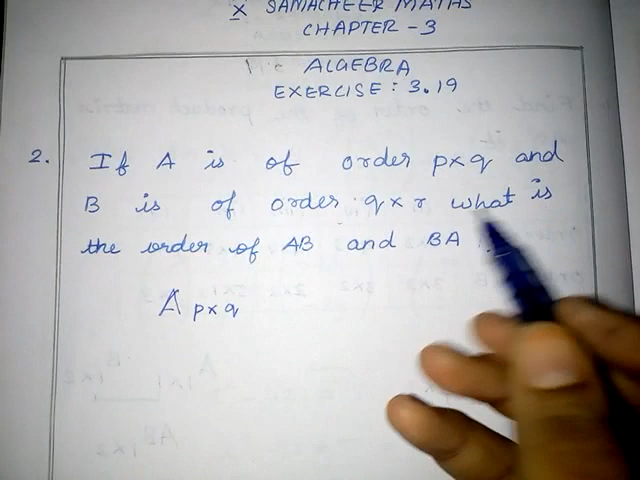 X SAMACHEER MATHS
CHAPTER - 3
ALGEBRA
EXERCISE : 3.19
2. If A is of order p×q and
B is of order q×r what is
the order of AB and BA ?
A p×q